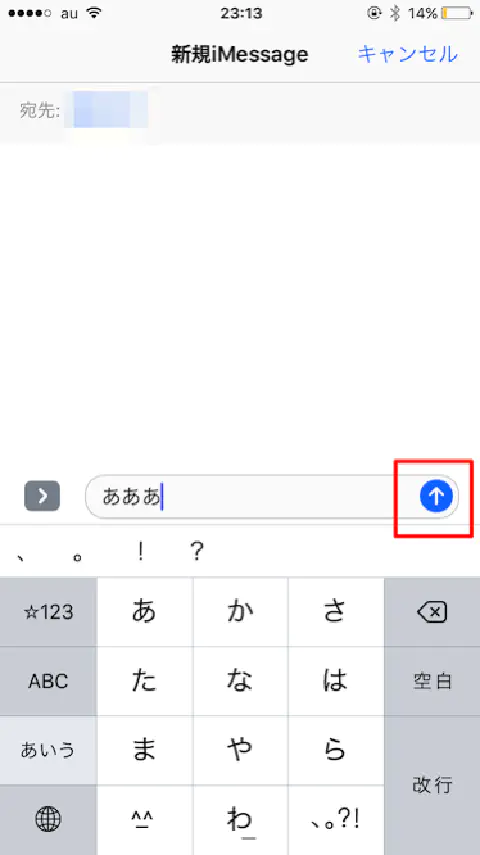 au 23:13 14%
新規iMessage キャンセル
宛先:
あああ
、 。 ! ?
☆123 あ か さ
ABC た な は 空白
あいう ま や ら
改行
^^ わ 、。?!